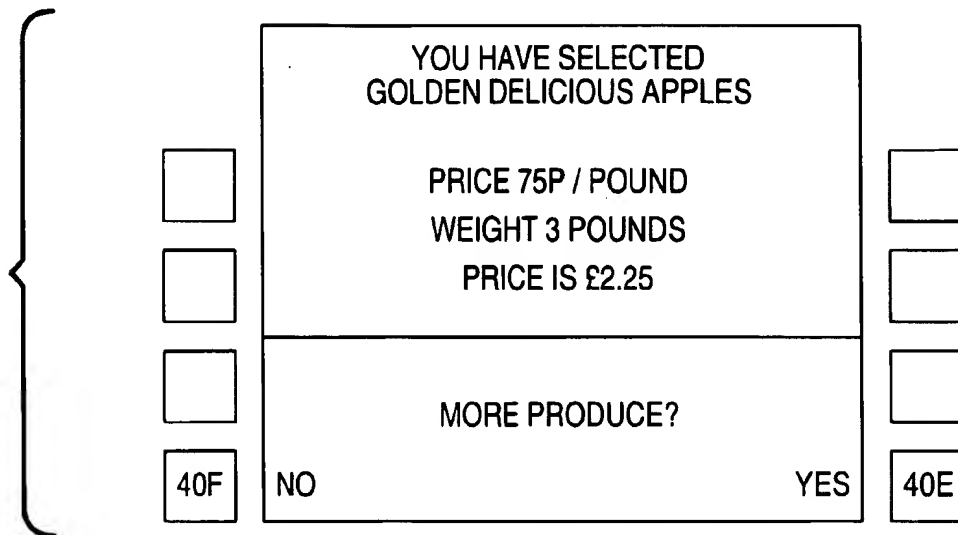 YOU HAVE SELECTED
GOLDEN DELICIOUS APPLES
PRICE 75P / POUND
WEIGHT 3 POUNDS
PRICE IS £2.25
MORE PRODUCE?
40F NO YES 40E